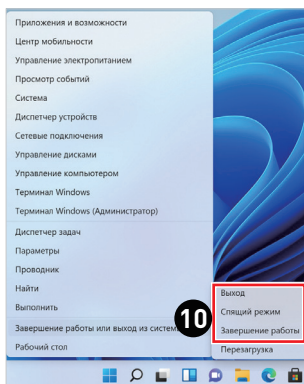 Приложения и возможности
Центр мобильности
Управление электропитанием
Просмотр событий
Система
Диспетчер устройств
Сетевые подключения
Управление дисками
Управление компьютером
Терминал Windows
Терминал Windows (Администратор)
Диспетчер задач
Параметры
Проводник
Найти
Выполнить
Завершение работы или выход из систем
Рабочий стол
10
Выход
Спящий режим
Завершение работы
Перезагрузка